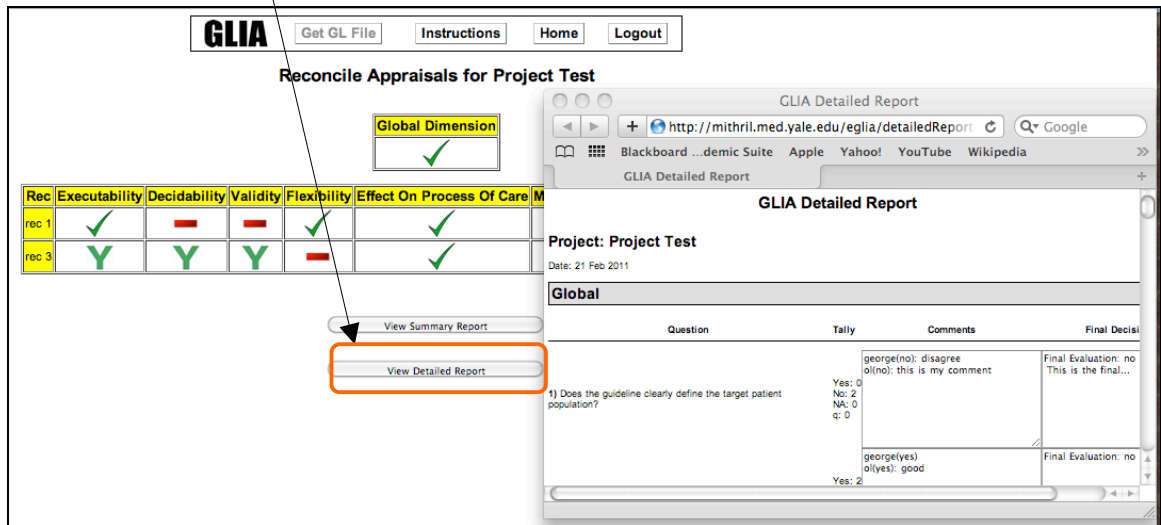 GLIA Get GL File Instructions Home Logout
Reconcile Appraisals for Project Test
Global Dimension
Rec Executability Decidability Validity Flexibility Effect On Process Of Care M
rec 1
rec 3 Y Y Y
View Summary Report
View Detailed Report
GLIA Detailed Report
http://mithril.med.yale.edu/eglia/detailedReport Google
Blackboard ...demic Suite Apple Yahoo! YouTube Wikipedia >>
GLIA Detailed Report +
GLIA Detailed Report
Project: Project Test
Date: 21 Feb 2011
Global
Question Tally Comments Final Decisi
1) Does the guideline clearly define the target patient
population?
Yes: 0
No: 2
NA: 0
q: 0
george(no): disagree
ol(no): this is my comment
Final Evaluation: no
This is the final...
Yes: 2
george(yes)
ol(yes): good
Final Evaluation: no